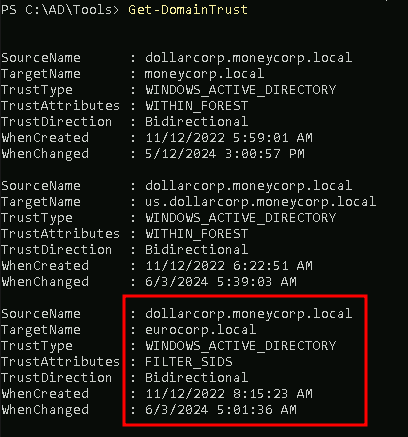 PS C:\AD\Tools> Get-DomainTrust
SourceName : dollarcorp.moneycorp.local
TargetName : moneycorp.local
TrustType : WINDOWS_ACTIVE_DIRECTORY
TrustAttributes : WITHIN_FOREST
TrustDirection : Bidirectional
WhenCreated : 11/12/2022 5:59:01 AM
WhenChanged : 5/12/2024 3:00:57 PM
SourceName : dollarcorp.moneycorp.local
TargetName : us.dollarcorp.moneycorp.local
TrustType : WINDOWS_ACTIVE_DIRECTORY
TrustAttributes : WITHIN_FOREST
TrustDirection : Bidirectional
WhenCreated : 11/12/2022 6:22:51 AM
WhenChanged : 6/3/2024 5:39:03 AM
SourceName : dollarcorp.moneycorp.local
TargetName : eurocorp.local
TrustType : WINDOWS_ACTIVE_DIRECTORY
TrustAttributes : FILTER_SIDS
TrustDirection : Bidirectional
WhenCreated : 11/12/2022 8:15:23 AM
WhenChanged : 6/3/2024 5:01:36 AM